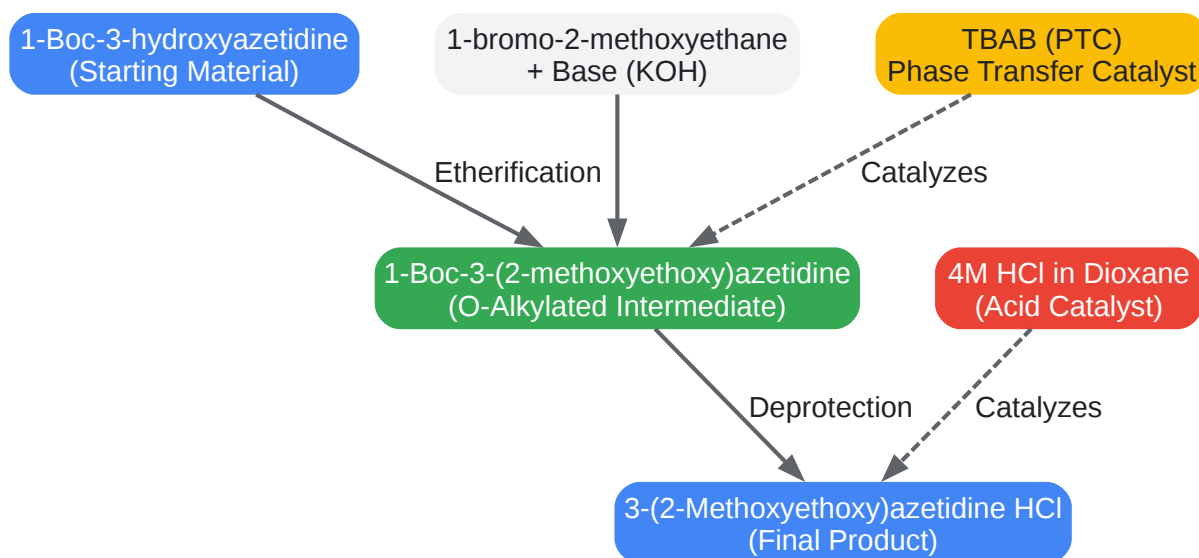 1-Boc-3-hydroxyazetidine
(Starting Material)
1-bromo-2-methoxyethane
+ Base (KOH)
TBAB (PTC)
Phase Transfer Catalyst
Etherification
Catalyzes
1-Boc-3-(2-methoxyethoxy)azetidine
(O-Alkylated Intermediate)
4M HCl in Dioxane
(Acid Catalyst)
Deprotection
Catalyzes
3-(2-Methoxyethoxy)azetidine HCl
(Final Product)